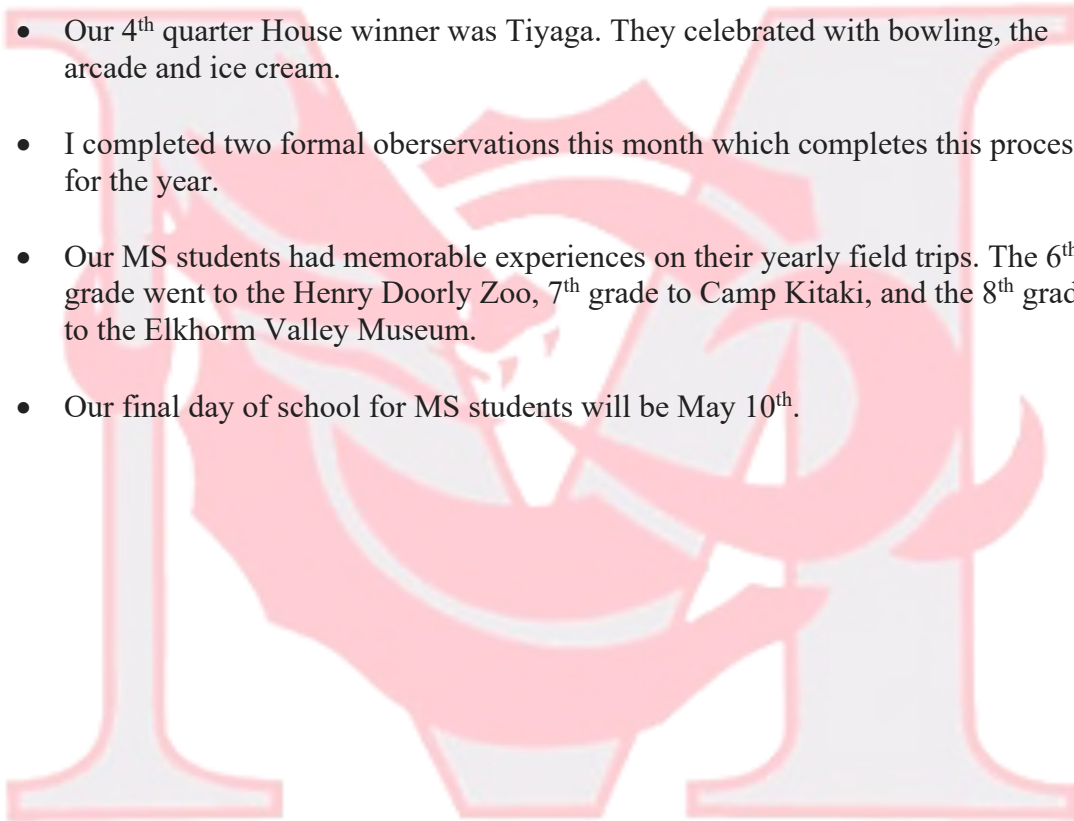 • Our 4th quarter House winner was Tiyaga. They celebrated with bowling, the
arcade and ice cream.
• I completed two formal oberservations this month which completes this proces
for the year.
• Our MS students had memorable experiences on their yearly field trips. The 6th
grade went to the Henry Doorly Zoo, 7th grade to Camp Kitaki, and the 8th grad
to the Elkhorm Valley Museum.
• Our final day of school for MS students will be May 10th.